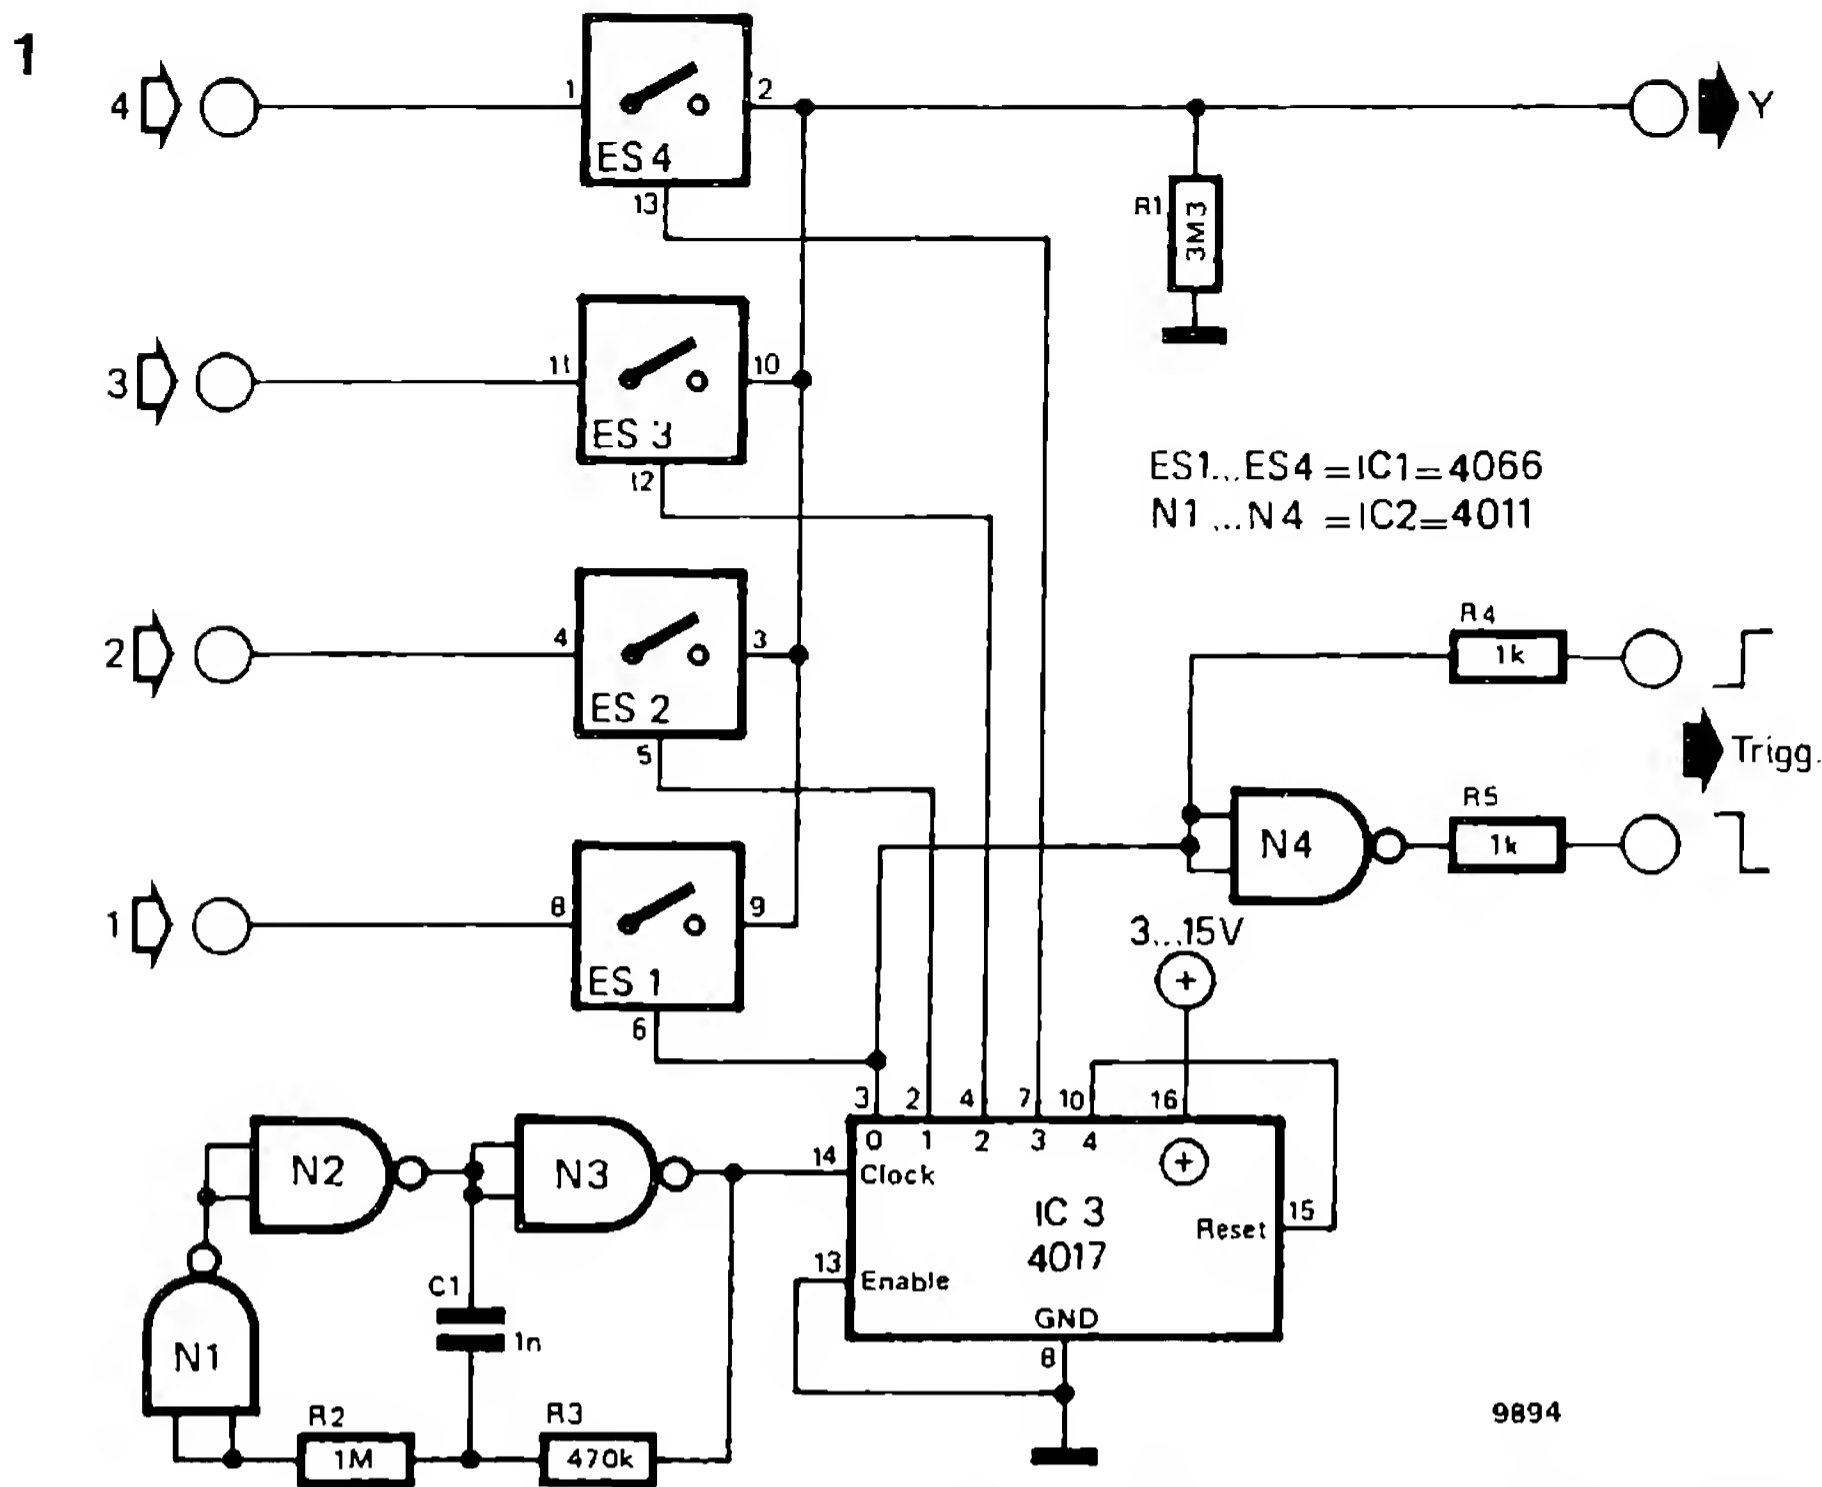 1
4
1
2
Y
ES4
13
R1
3M3
3
11
10
ES 3
12
ES1...ES4 = IC1 = 4066
N1...N4 = IC2 = 4011
2
4
3
ES 2
5
R4
1k
Trigg.
R5
1k
N4
1
8
9
ES 1
6
3...15V
+
3
2
4
7
10
16
0
1
2
3
4
+
14
Clock
N2
N3
IC 3
4017
Reset
15
13
Enable
C1
1n
GND
8
N1
R2
1M
R3
470k
9894